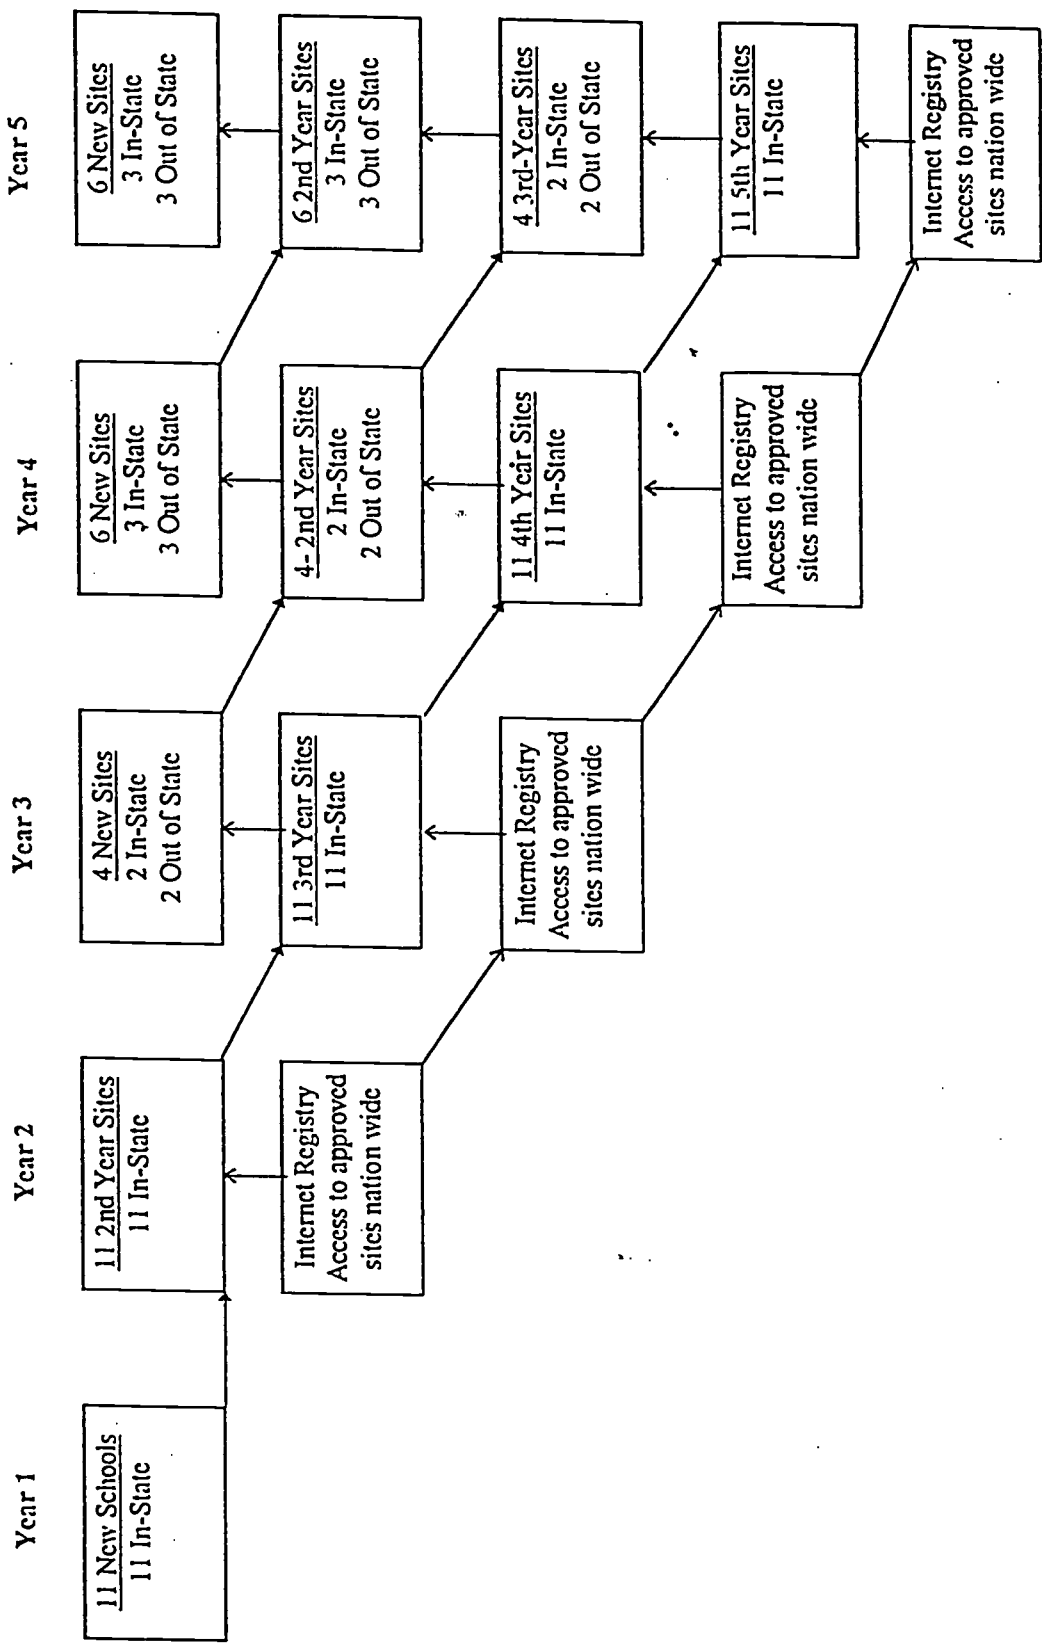 Year 1
11 New Schools
11 In-State
Year 2
11 2nd Year Sites
11 In-State
Internet Registry
Access to approved
sites nation wide
Year 3
4 New Sites
2 In-State
2 Out of State
11 3rd Year Sites
11 In-State
Internet Registry
Access to approved
sites nation wide
Year 4
6 New Sites
3 In-State
3 Out of State
4- 2nd Year Sites
2 In-State
2 Out of State
11 4th Year Sites
11 In-State
Internet Registry
Access to approved
sites nation wide
Year 5
6 New Sites
3 In-State
3 Out of State
6 2nd Year Sites
3 In-State
3 Out of State
4 3rd-Year Sites
2 In-State
2 Out of State
11 5th Year Sites
11 In-State
Internet Registry
Access to approved
sites nation wide